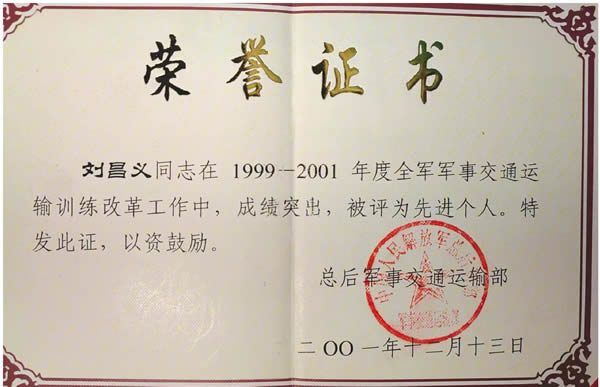 荣誉证书
刘昌义同志在 1999—2001 年度全军军事交通运
输训练改革工作中，成绩突出，被评为先进个人。特
发此证，以资鼓励。
总后军事交通运输部
二OO一年十二月十三日